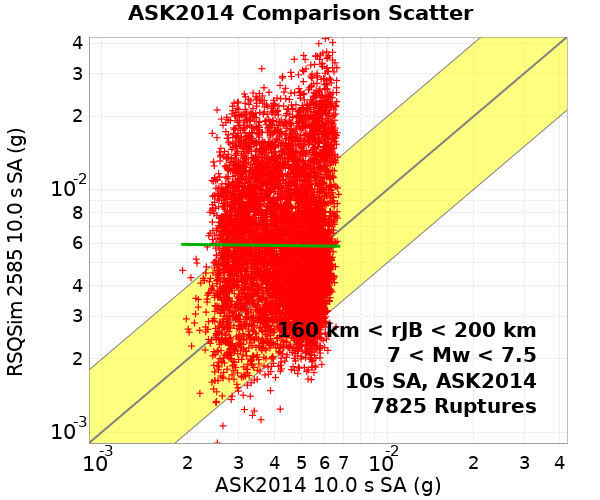 ASK2014 Comparison Scatter
RSQSim 2585 10.0 s SA (g)
4
3
2
10-2
8
6
4
3
2
10-3
160 km < rJB < 200 km
7 < Mw < 7.5
10s SA, ASK2014
7825 Ruptures
10-3 2 3 4 5 6 7 10-2 2 3 4
ASK2014 10.0 s SA (g)